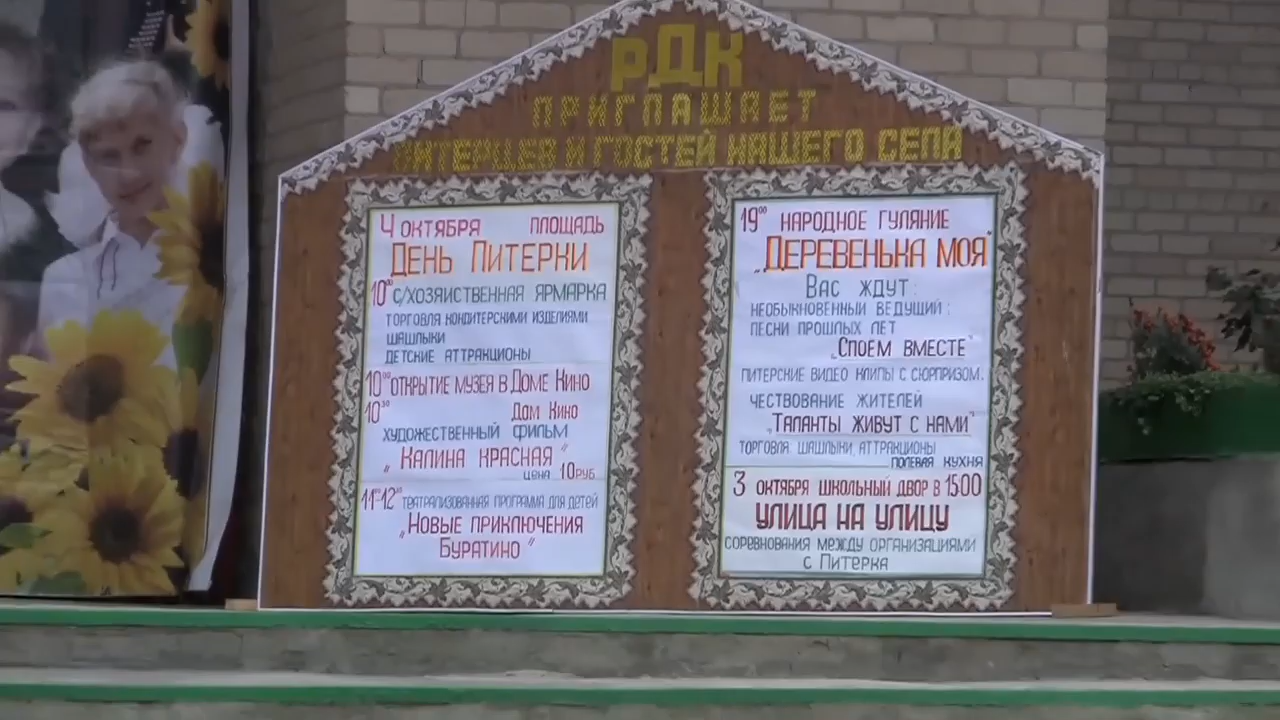 РДК
ПРИГЛАШАЕТ
ПИТЕРЦЕВ И ГОСТЕЙ НАШЕГО СЕЛА
4 ОКТЯБРЯ ПЛОЩАДЬ
ДЕНЬ ПИТЕРКИ
10⁰⁰ С/ХОЗЯЙСТВЕННАЯ ЯРМАРКА
ТОРГОВЛЯ КОНДИТЕРСКИМИ ИЗДЕЛИЯМИ
ШАШЛЫКИ
ДЕТСКИЕ АТТРАКЦИОНЫ
10⁰⁰ ОТКРЫТИЕ МУЗЕЯ В ДОМЕ КИНО
10³⁰ ДОМ КИНО
ХУДОЖЕСТВЕННЫЙ ФИЛЬМ
„КАЛИНА КРАСНАЯ"
ЦЕНА 10 РУБ
ТЕАТРАЛИЗОВАННАЯ ПРОГРАММА ДЛЯ ДЕТЕЙ
„НОВЫЕ ПРИКЛЮЧЕНИЯ
БУРАТИНО"
19⁰⁰ НАРОДНОЕ ГУЛЯНИЕ
„ДЕРЕВЕНЬКА МОЯ"
ВАС ЖДУТ:
НЕОБЫКНОВЕННЫЙ ВЕДУЩИЙ;
ПЕСНИ ПРОШЛЫХ ЛЕТ
„СПОЕМ ВМЕСТЕ"
ПИТЕРСКИЕ ВИДЕО КЛИПЫ С СЮРПРИЗОМ.
ЧЕСТВОВАНИЕ ЖИТЕЛЕЙ
„ТАЛАНТЫ ЖИВУТ С НАМИ"
ТОРГОВЛЯ ШАШЛЫКИ АТТРАКЦИОНЫ
ПОЛЕВАЯ КУХНЯ
3 ОКТЯБРЯ ШКОЛЬНЫЙ ДВОР В 15 00
УЛИЦА НА УЛИЦУ
СОРЕВНОВАНИЯ МЕЖДУ ОРГАНИЗАЦИЯМИ
С ПИТЕРКА